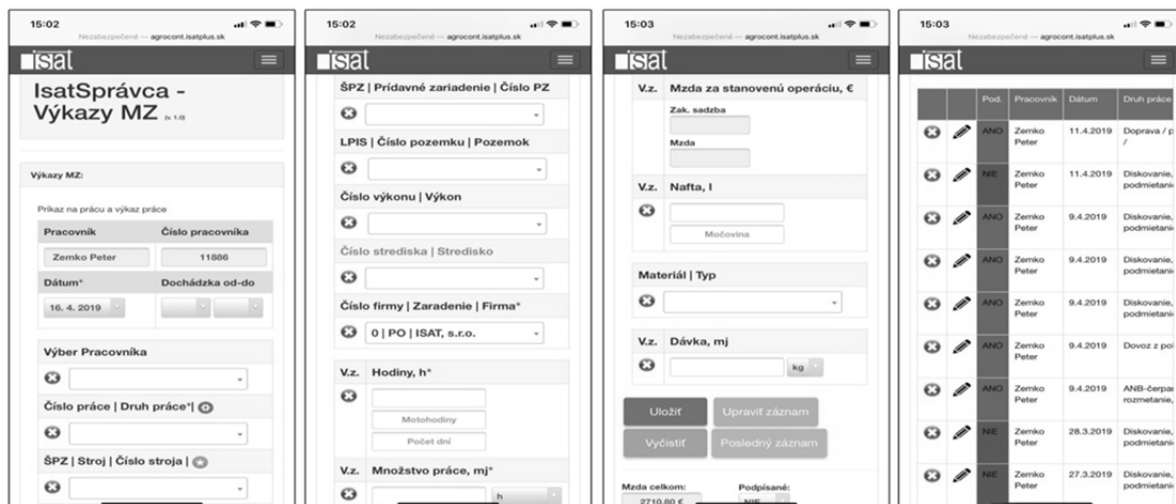 15:02
Nezabezpečené — agrocont.isatplus.sk
isat
IsatSprávca -
Výkazy MZ (v. 1.0)
Výkazy MZ:
Príkaz na prácu a výkaz práce
Pracovník Číslo pracovníka
Zemko Peter 11886
Dátum* Dochádzka od-do
16. 4. 2019
Výber Pracovníka
Číslo práce | Druh práce*|
ŠPZ | Stroj | Číslo stroja |
15:02
Nezabezpečené — agrocont.isatplus.sk
isat
ŠPZ | Prídavné zariadenie | Číslo PZ
LPIS | Číslo pozemku | Pozemok
Číslo výkonu | Výkon
Číslo strediska | Stredisko
Číslo firmy | Zaradenie | Firma*
0 | PO | ISAT, s.r.o.
V.z. Hodiny, h*
Motohodiny
Počet dní
V.z. Množstvo práce, mj*
h
15:03
Nezabezpečené — agrocont.isatplus.sk
isat
V.z. Mzda za stanovenú operáciu, €
Zak. sadzba
Mzda
V.z. Nafta, l
Močovina
Materiál | Typ
V.z. Dávka, mj
kg
Uložiť Upraviť záznam
Vyčistiť Posledný záznam
Mzda celkom: Podpísané:
2710.80 € NIE
15:03
Nezabezpečené — agrocont.isatplus.sk
isat
Pod. Pracovník Dátum Druh práce
ANO Zemko Peter 11.4.2019 Doprava / p
/
NIE Zemko Peter 11.4.2019 Diskovanie,
podmietani
ANO Zemko Peter 9.4.2019 Diskovanie,
podmietani
ANO Zemko Peter 9.4.2019 Diskovanie,
podmietani
ANO Zemko Peter 9.4.2019 Diskovanie,
podmietani
ANO Zemko Peter 9.4.2019 Dovoz z po
ANO Zemko Peter 9.4.2019 ANB-čerpa
rozmetanie,
NIE Zemko Peter 28.3.2019 Diskovanie,
podmietani
NIE Zemko Peter 27.3.2019 Diskovanie,
podmietani